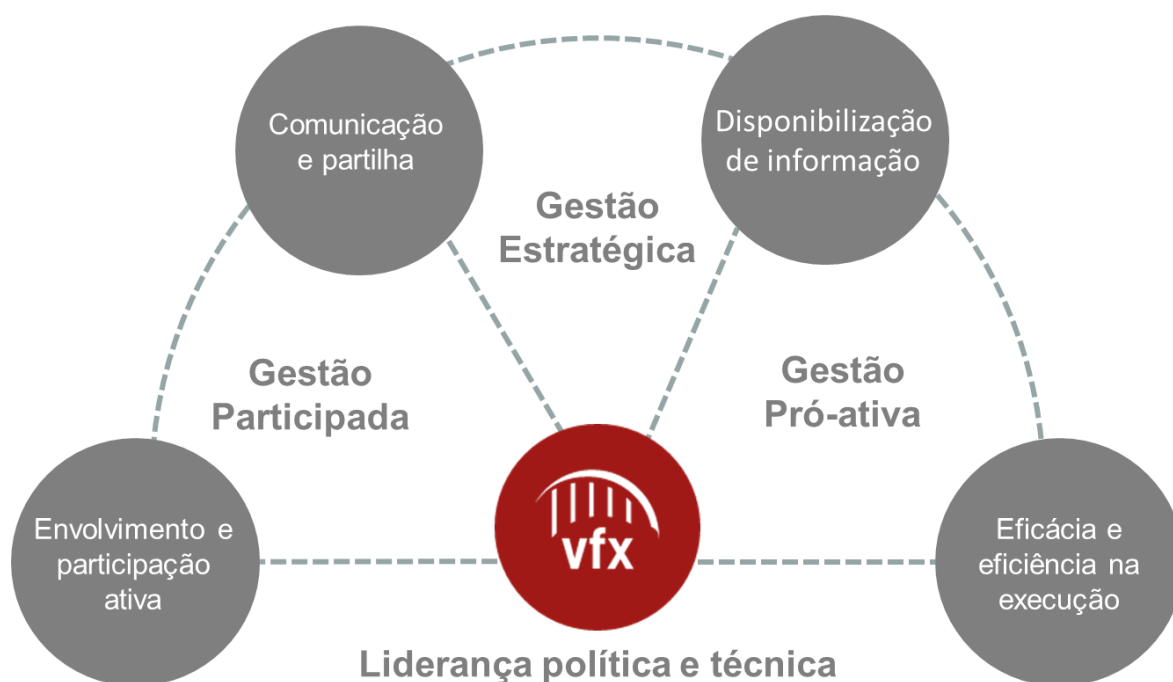 Comunicação
e partilha
Disponibilização
de informação
Gestão
Estratégica
Gestão
Participada
Gestão
Pró-ativa
Envolvimento e
participação
ativa
vfx
Eficácia e
eficiência na
execução
Liderança política e técnica